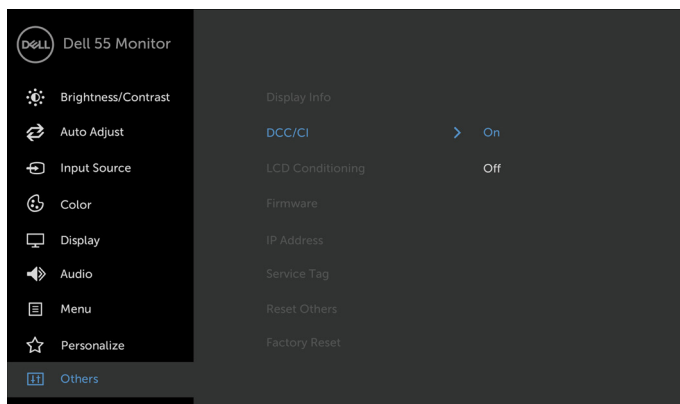 DELL Dell 55 Monitor
Brightness/Contrast
Auto Adjust
Input Source
Color
Display
Audio
Menu
Personalize
Others
Display Info
DCC/CI > On
LCD Conditioning Off
Firmware
IP Address
Service Tag
Reset Others
Factory Reset